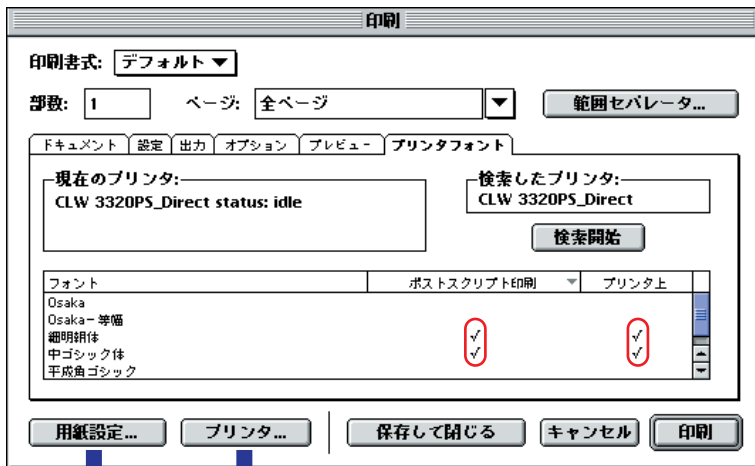 印刷
印刷書式: デフォルト
部数: 1 ページ: 全ページ 範囲セパレータ...
ドキュメント 設定 出力 オプション プレビュー プリンタフォント
現在のプリンタ: 検索したプリンタ:
CLW 3320PS_Direct status: idle CLW 3320PS_Direct
検索開始
フォント ポストスクリプト印刷 プリンタ上
Osaka
Osaka－等幅
細明朝体 √ √
中ゴシック体 √ √
平成角ゴシック
用紙設定... プリンタ... 保存して閉じる キャンセル 印刷